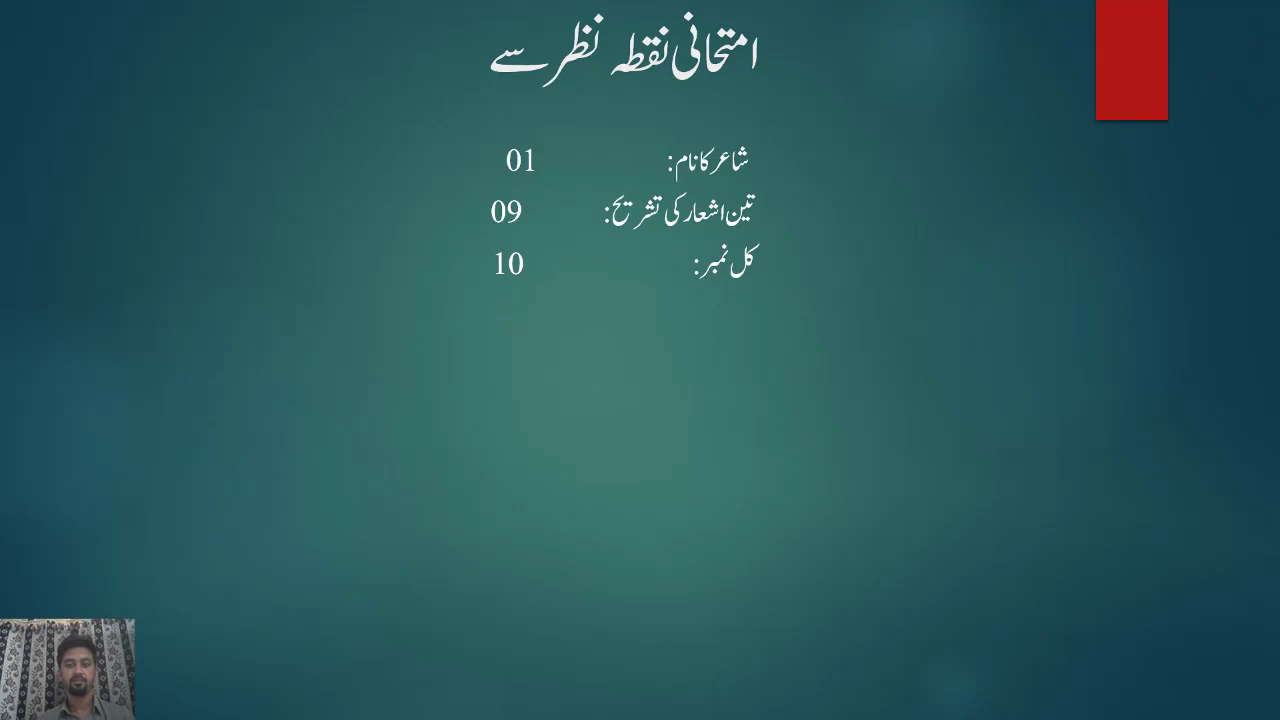 امتحانی نقطہ نظر سے
شاعر کا نام: 01
تین اشعار کی تشریح: 09
کل نمبر: 10